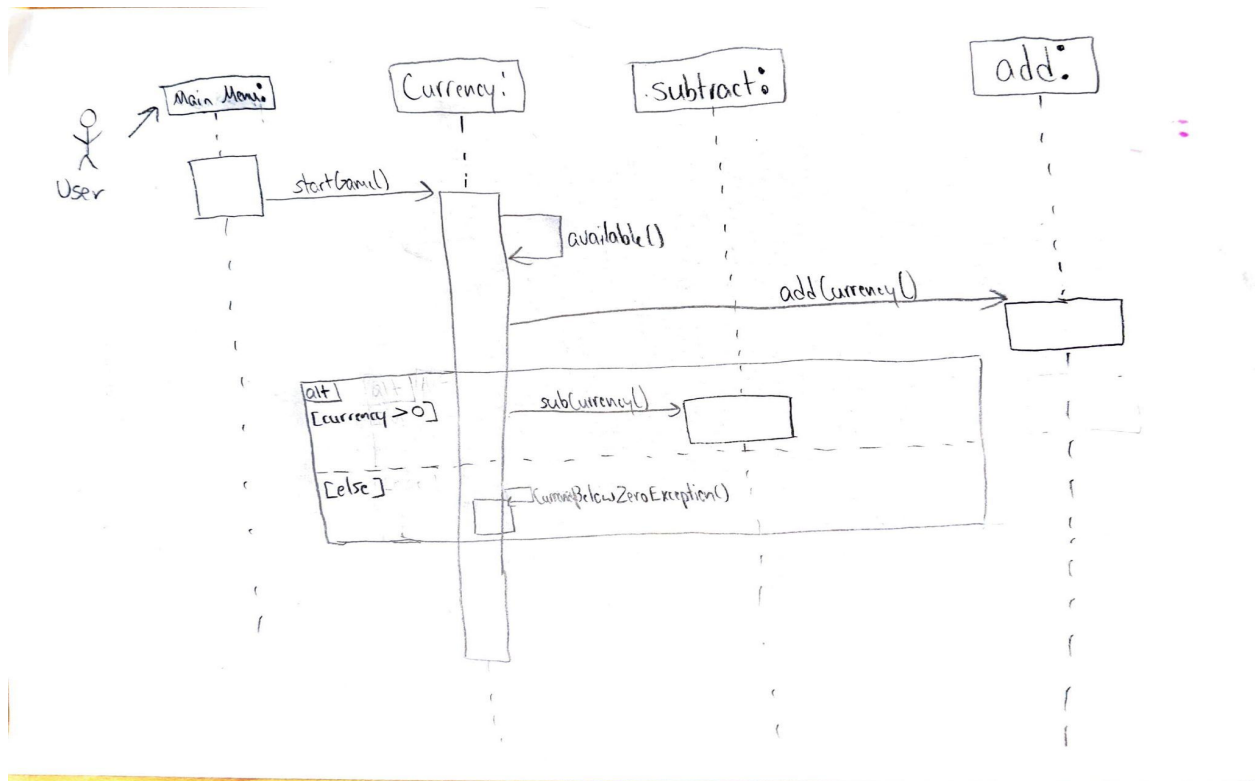 Main Menu:
Currency:
subtract:
add:
User
startGame()
available()
addCurrency()
alt
[currency > 0]
subCurrency()
[else]
CurrencyBelowZeroException()